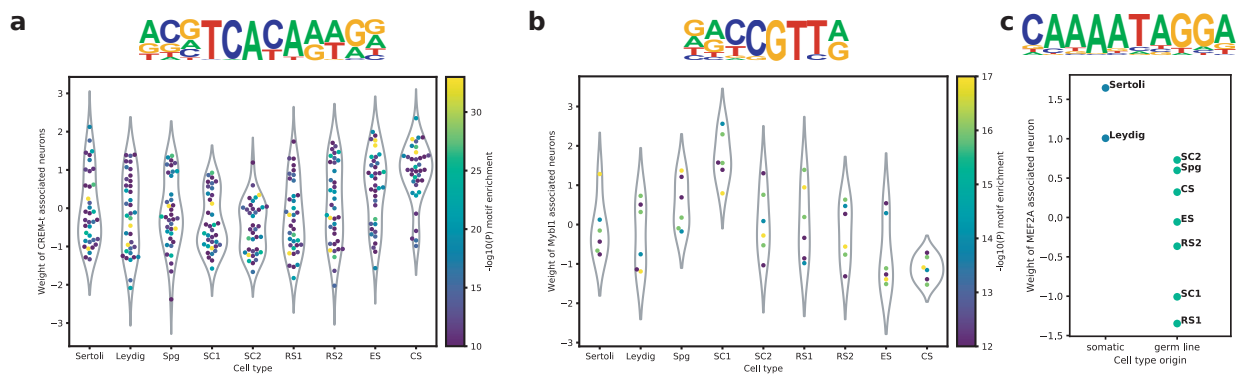 a
TCACA
3
2
1
0
−1
−2
−3
Weight of CREM-t associated neurons
Sertoli Leydig Spg SC1 SC2 RS1 RS2 ES CS
Cell type
30
25
20
15
10
-log10(P) motif enrichment
b
CCGTT
3
2
1
0
−1
−2
−3
Weight of Mybl1 associated neurons
Sertoli Leydig Spg SC1 SC2 RS1 RS2 ES CS
Cell type
17
16
15
14
13
12
-log10(P) motif enrichment
c
CAAAATAGGA
1.5
1.0
0.5
0.0
−0.5
−1.0
−1.5
Weight of MEF2A associated neuron
Sertoli
Leydig
SC2
Spg
CS
ES
RS2
SC1
RS1
somatic germ line
Cell type origin